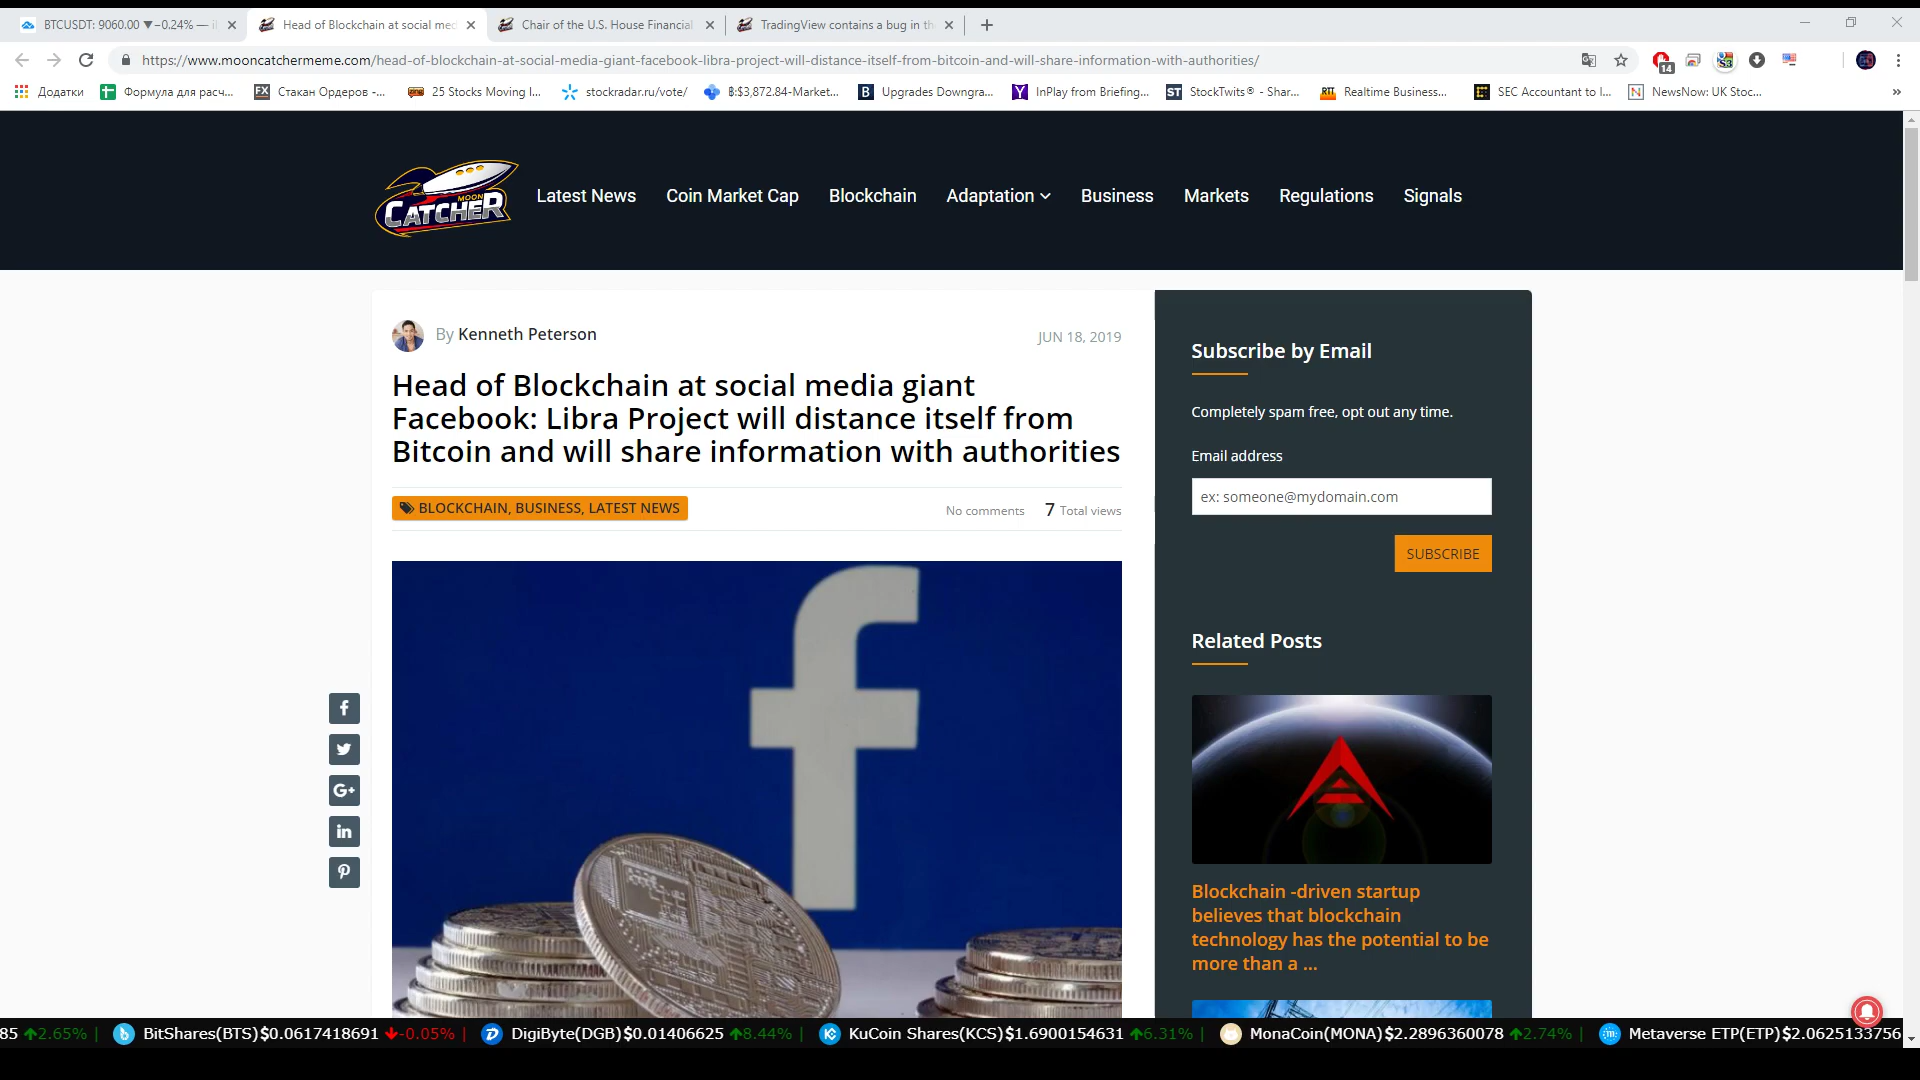 BTCUSDT: 9060.00 ▼−0.24% —
Head of Blockchain at social med
Chair of the U.S. House Financial
TradingView contains a bug in th
https://www.mooncatchermeme.com/head-of-blockchain-at-social-media-giant-facebook-libra-project-will-distance-itself-from-bitcoin-and-will-share-information-with-authorities/
14
Додатки
Формула для расч...
FX Стакан Ордеров -...
25 Stocks Moving I...
stockradar.ru/vote/
฿:$3,872.84-Market...
B Upgrades Downgra...
Y InPlay from Briefing...
ST StockTwits® - Shar...
RTT Realtime Business...
SEC Accountant to I...
N NewsNow: UK Stoc...
»
MOON
CATCHER
Latest News
Coin Market Cap
Blockchain
Adaptation
Business
Markets
Regulations
Signals
By Kenneth Peterson
JUN 18, 2019
Head of Blockchain at social media giant
Facebook: Libra Project will distance itself from
Bitcoin and will share information with authorities
BLOCKCHAIN, BUSINESS, LATEST NEWS
No comments
7 Total views
f
G+
in
Subscribe by Email
Completely spam free, opt out any time.
Email address
ex: someone@mydomain.com
SUBSCRIBE
Related Posts
Blockchain -driven startup
believes that blockchain
technology has the potential to be
more than a ...
85 2.65% | BitShares(BTS)$0.0617418691 -0.05% | DigiByte(DGB)$0.01406625 8.44% | KuCoin Shares(KCS)$1.6900154631 6.31% | MonaCoin(MONA)$2.2896360078 2.74% | Metaverse ETP(ETP)$2.0625133756